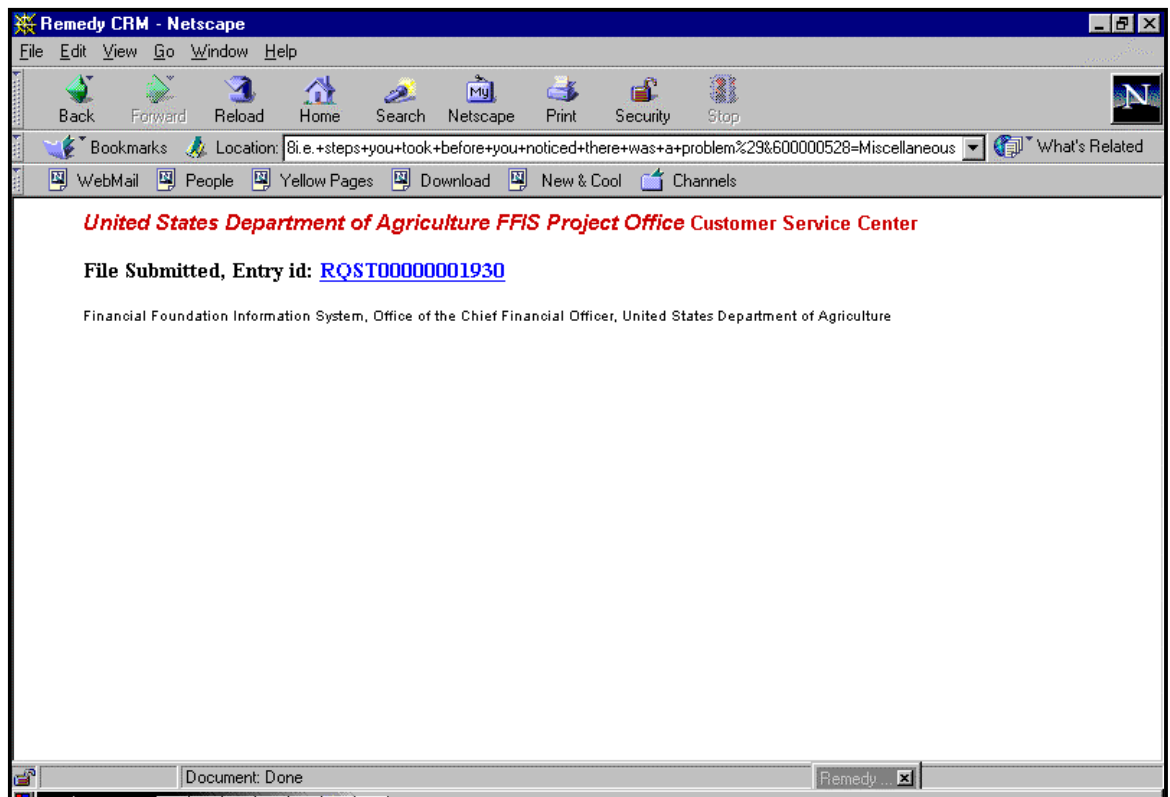 Remedy CRM - Netscape
File Edit View Go Window Help
My
N
Back Forward Reload Home Search Netscape Print Security Stop
Bookmarks Location: 8i.e.+steps+you+took+before+you+noticed+there+was+a+problem%29&600000528=Miscellaneous What's Related
WebMail People Yellow Pages Download New & Cool Channels
United States Department of Agriculture FFIS Project Office Customer Service Center
File Submitted, Entry id: RQST00000001930
Financial Foundation Information System, Office of the Chief Financial Officer, United States Department of Agriculture
Document: Done Remedy ...